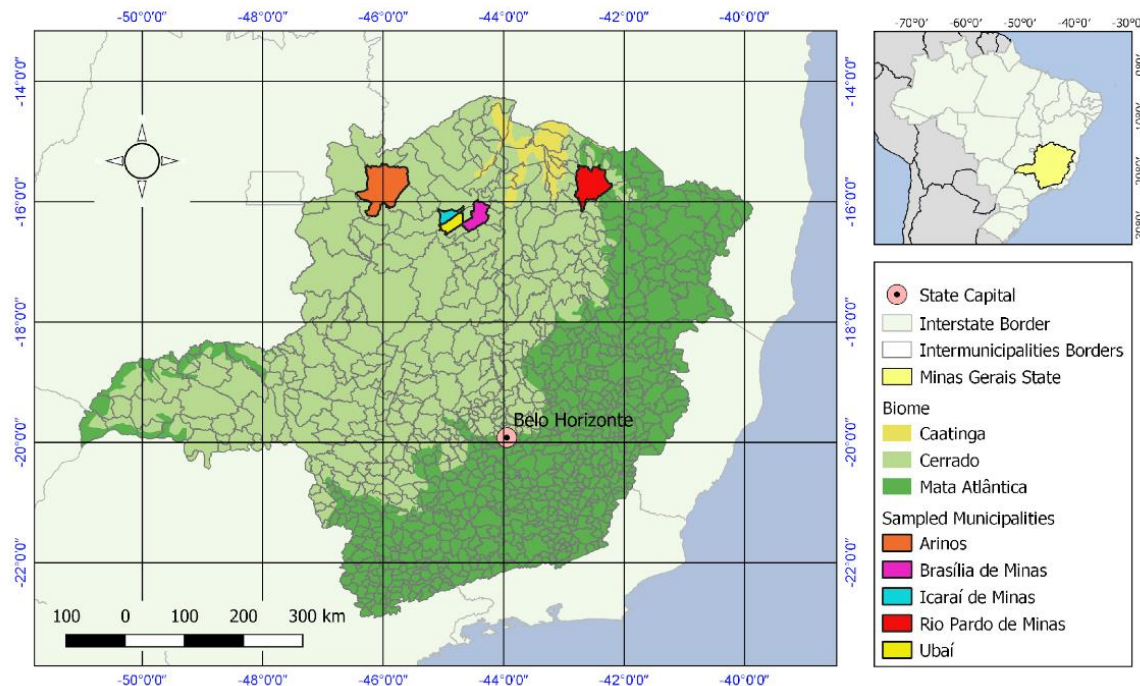 -50°0'0" -48°0'0" -46°0'0" -44°0'0" -42°0'0" -40°0'0"
-14°0'0" -14°0'0"
-16°0'0" -16°0'0"
-18°0'0" -18°0'0"
Belo Horizonte
-20°0'0" -20°0'0"
-22°0'0" -22°0'0"
100 0 100 200 300 km
-50°0'0" -48°0'0" -46°0'0" -44°0'0" -42°0'0" -40°0'0"
-70°0'0" -60°0'0" -50°0'0" -40°0'0" -30°0'
State Capital
Interstate Border
Intermunicipalities Borders
Minas Gerais State
Biome
Caatinga
Cerrado
Mata Atlântica
Sampled Municipalities
Arinos
Brasília de Minas
Icaraí de Minas
Rio Pardo de Minas
Ubaí